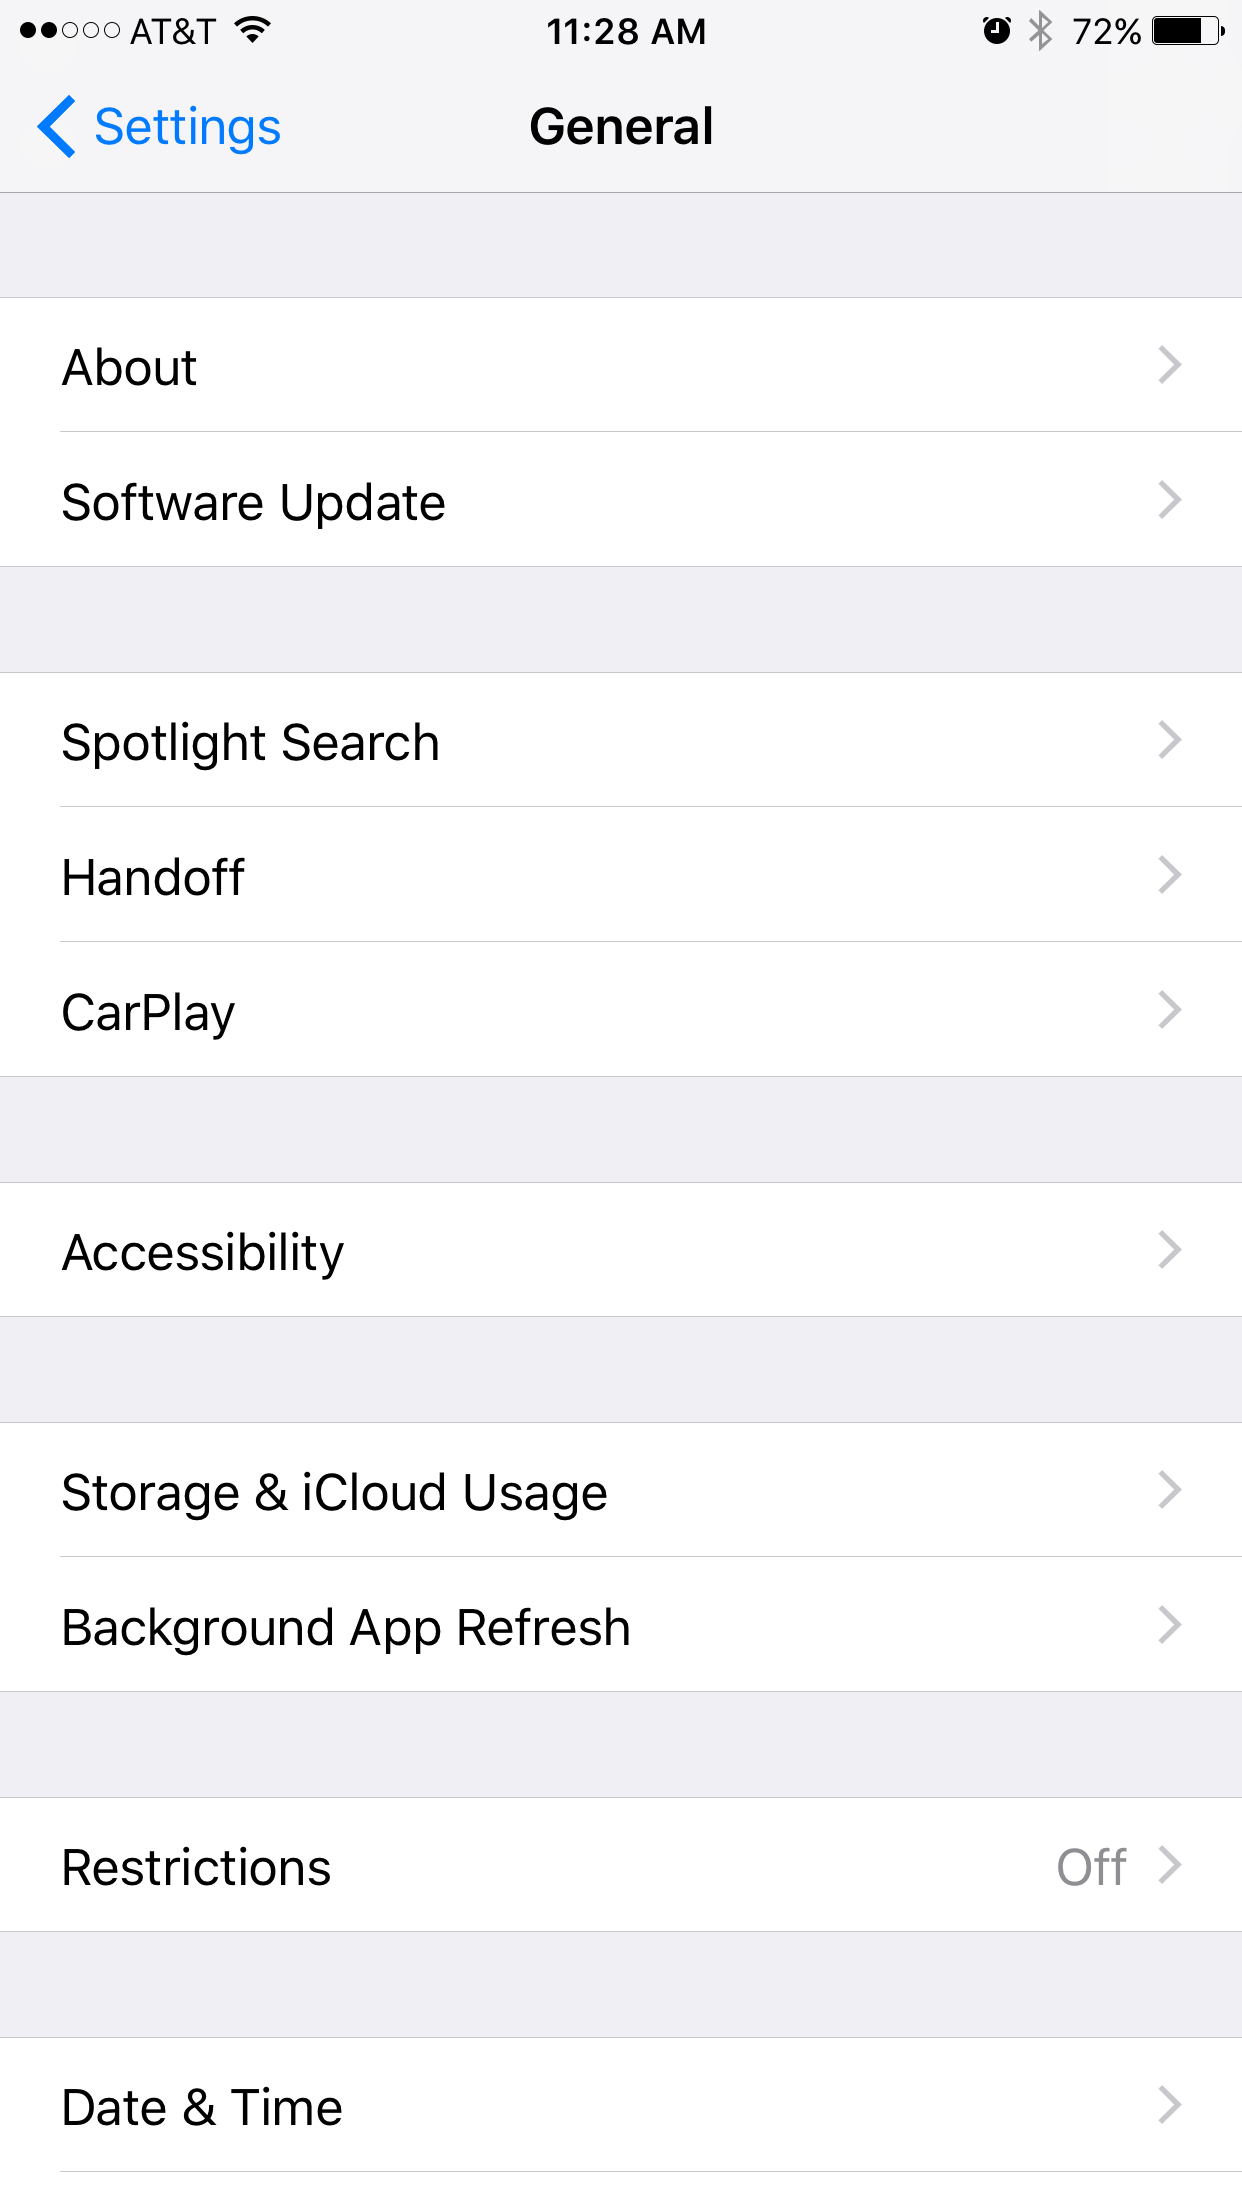 AT&T 11:28 AM 72%
Settings General
About
Software Update
Spotlight Search
Handoff
CarPlay
Accessibility
Storage & iCloud Usage
Background App Refresh
Restrictions Off
Date & Time